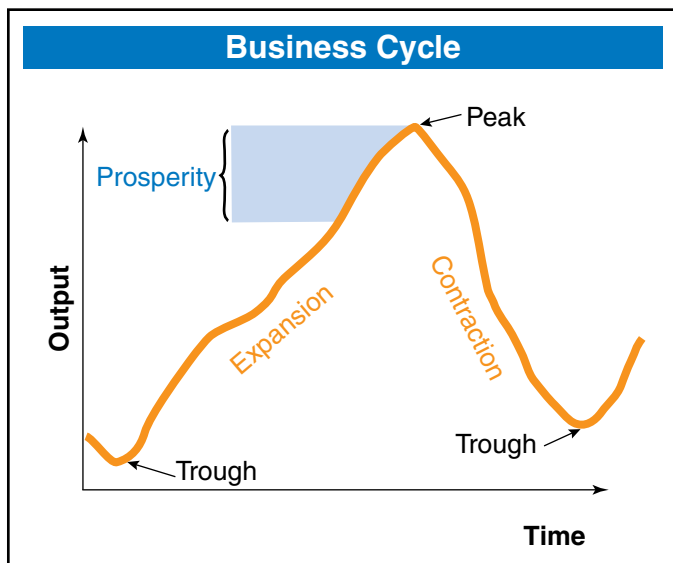 Business Cycle
Peak
Prosperity
Output
Expansion
Contraction
Trough
Trough
Time